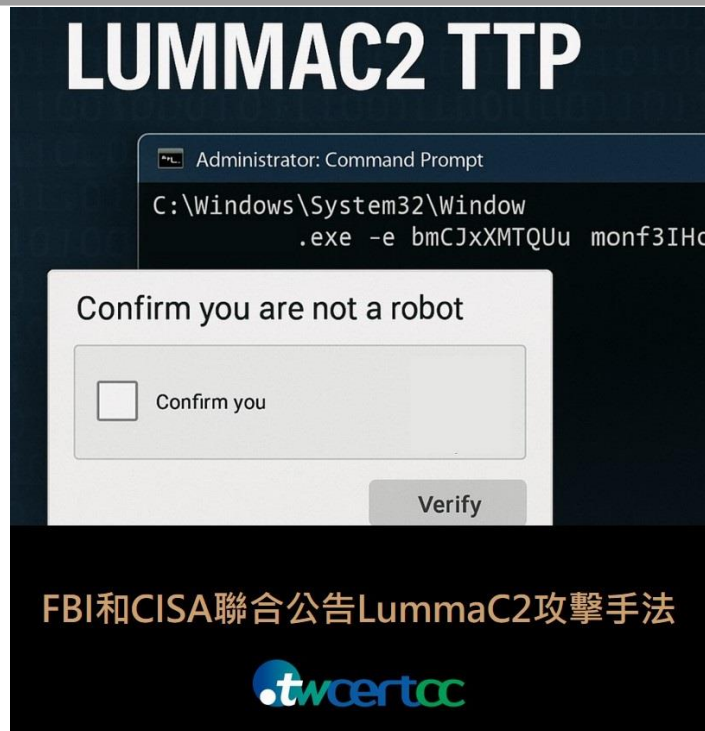 LUMMAC2 TTP
Administrator: Command Prompt
C:\Windows\System32\Window
.exe -e bmCJxXMTQUu monf3IHc
Confirm you are not a robot
Confirm you
Verify
FBI和CISA聯合公告LummaC2攻擊手法
twcertcc